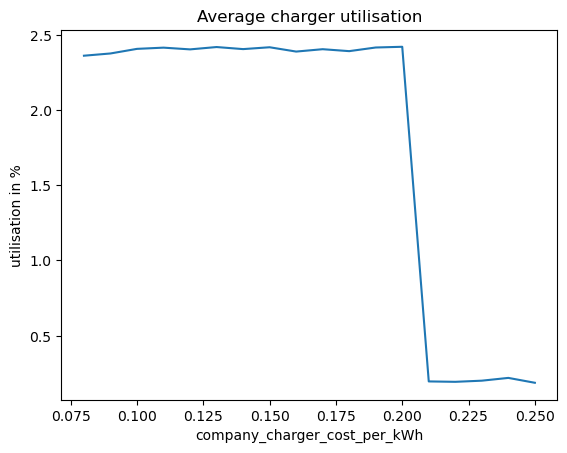 Average charger utilisation
2.5
2.0
1.5
1.0
0.5
utilisation in %
0.075 0.100 0.125 0.150 0.175 0.200 0.225 0.250
company_charger_cost_per_kWh